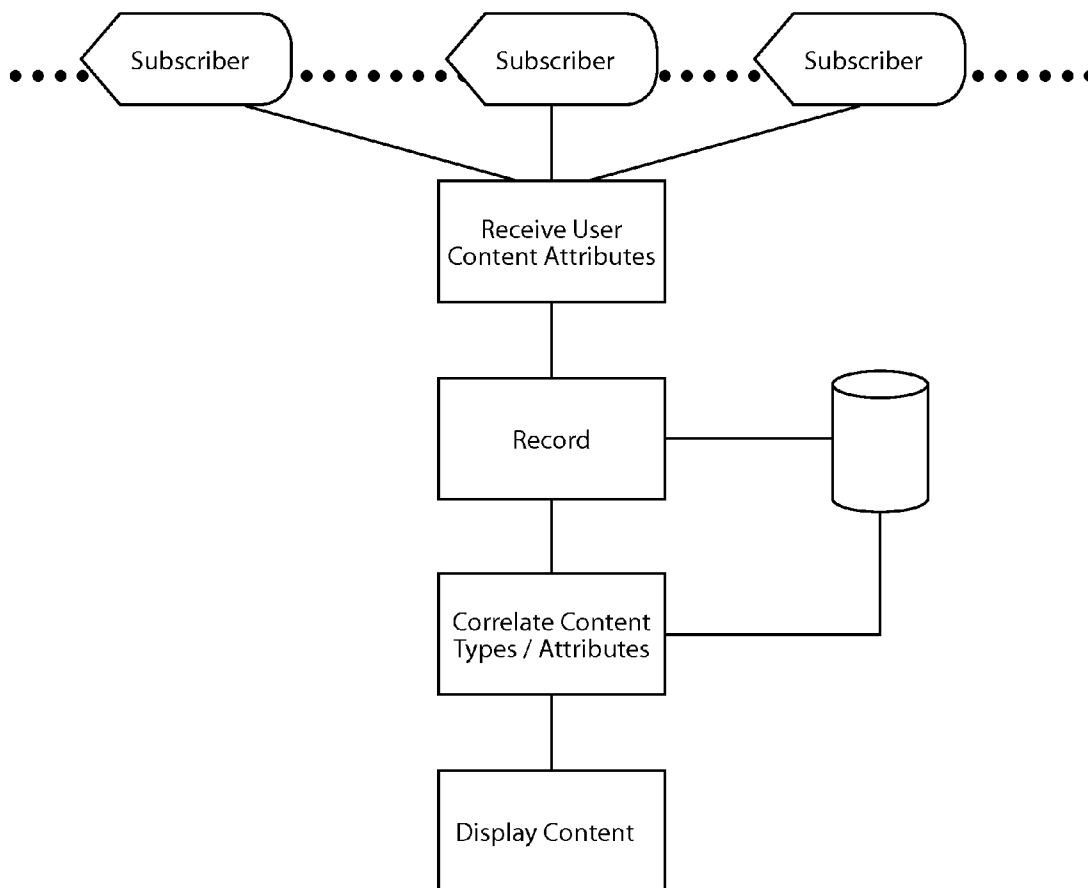 Subscriber
Subscriber
Subscriber
Receive User
Content Attributes
Record
Correlate Content
Types / Attributes
Display Content